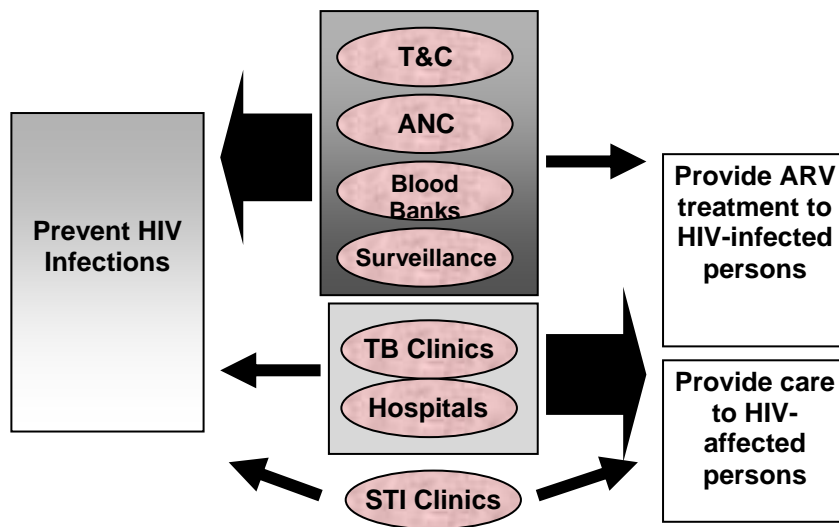 T&C
ANC
Blood
Banks
Surveillance
Prevent HIV
Infections
Provide ARV
treatment to
HIV-infected
persons
TB Clinics
Hospitals
Provide care
to HIV-
affected
persons
STI Clinics